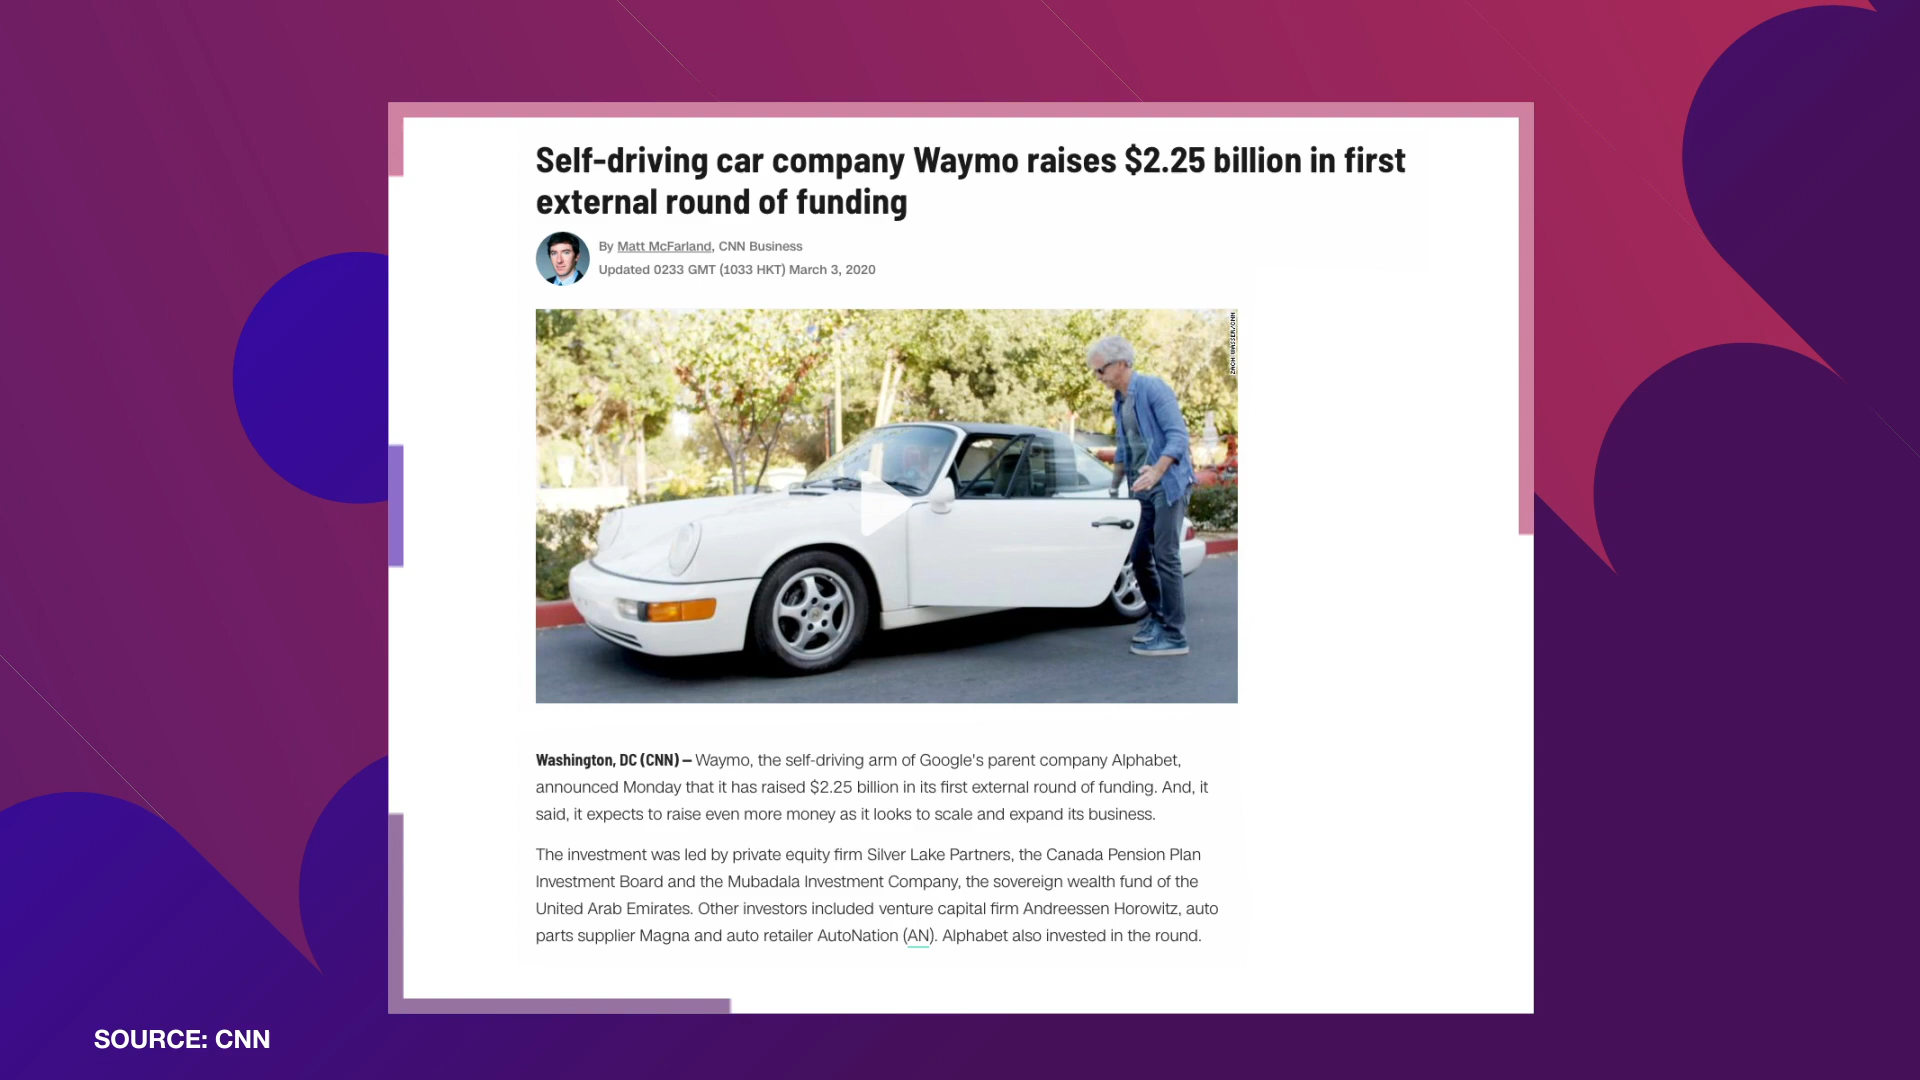 Self-driving car company Waymo raises $2.25 billion in first
external round of funding
By Matt McFarland, CNN Business
Updated 0233 GMT (1033 HKT) March 3, 2020
ZACH WASSER/CNN
Washington, DC (CNN) — Waymo, the self-driving arm of Google's parent company Alphabet,
announced Monday that it has raised $2.25 billion in its first external round of funding. And, it
said, it expects to raise even more money as it looks to scale and expand its business.
The investment was led by private equity firm Silver Lake Partners, the Canada Pension Plan
Investment Board and the Mubadala Investment Company, the sovereign wealth fund of the
United Arab Emirates. Other investors included venture capital firm Andreessen Horowitz, auto
parts supplier Magna and auto retailer AutoNation (AN). Alphabet also invested in the round.
SOURCE: CNN